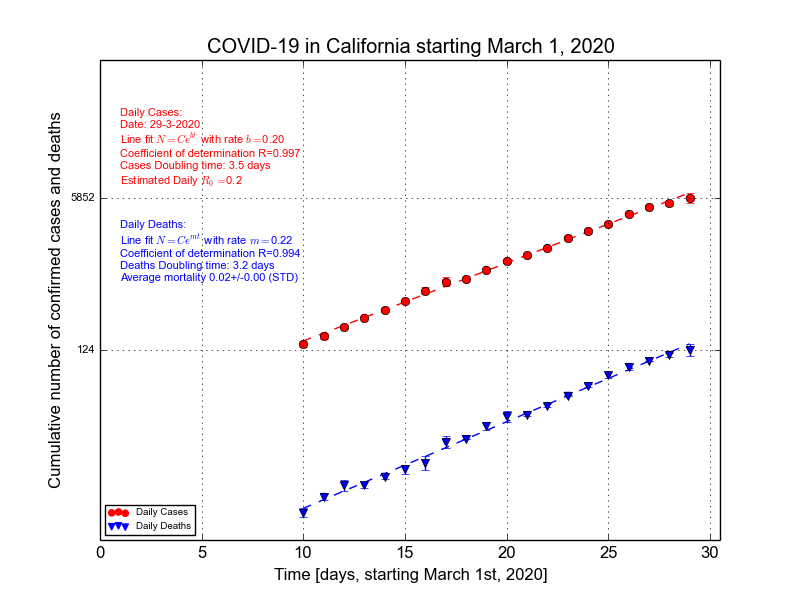 COVID-19 in California starting March 1, 2020
Daily Cases:
Date: 29-3-2020
Line fit N = Ce^{bt} with rate b =0.20
Coefficient of determination R=0.997
Cases Doubling time: 3.5 days
Estimated Daily R_0 =0.2
Daily Deaths:
Line fit N = Ce^{mt} with rate m =0.22
Coefficient of determination R=0.994
Deaths Doubling time: 3.2 days
Average mortality 0.02+/-0.00 (STD)
Cumulative number of confirmed cases and deaths
5852
124
Daily Cases
Daily Deaths
0 5 10 15 20 25 30
Time [days, starting March 1st, 2020]